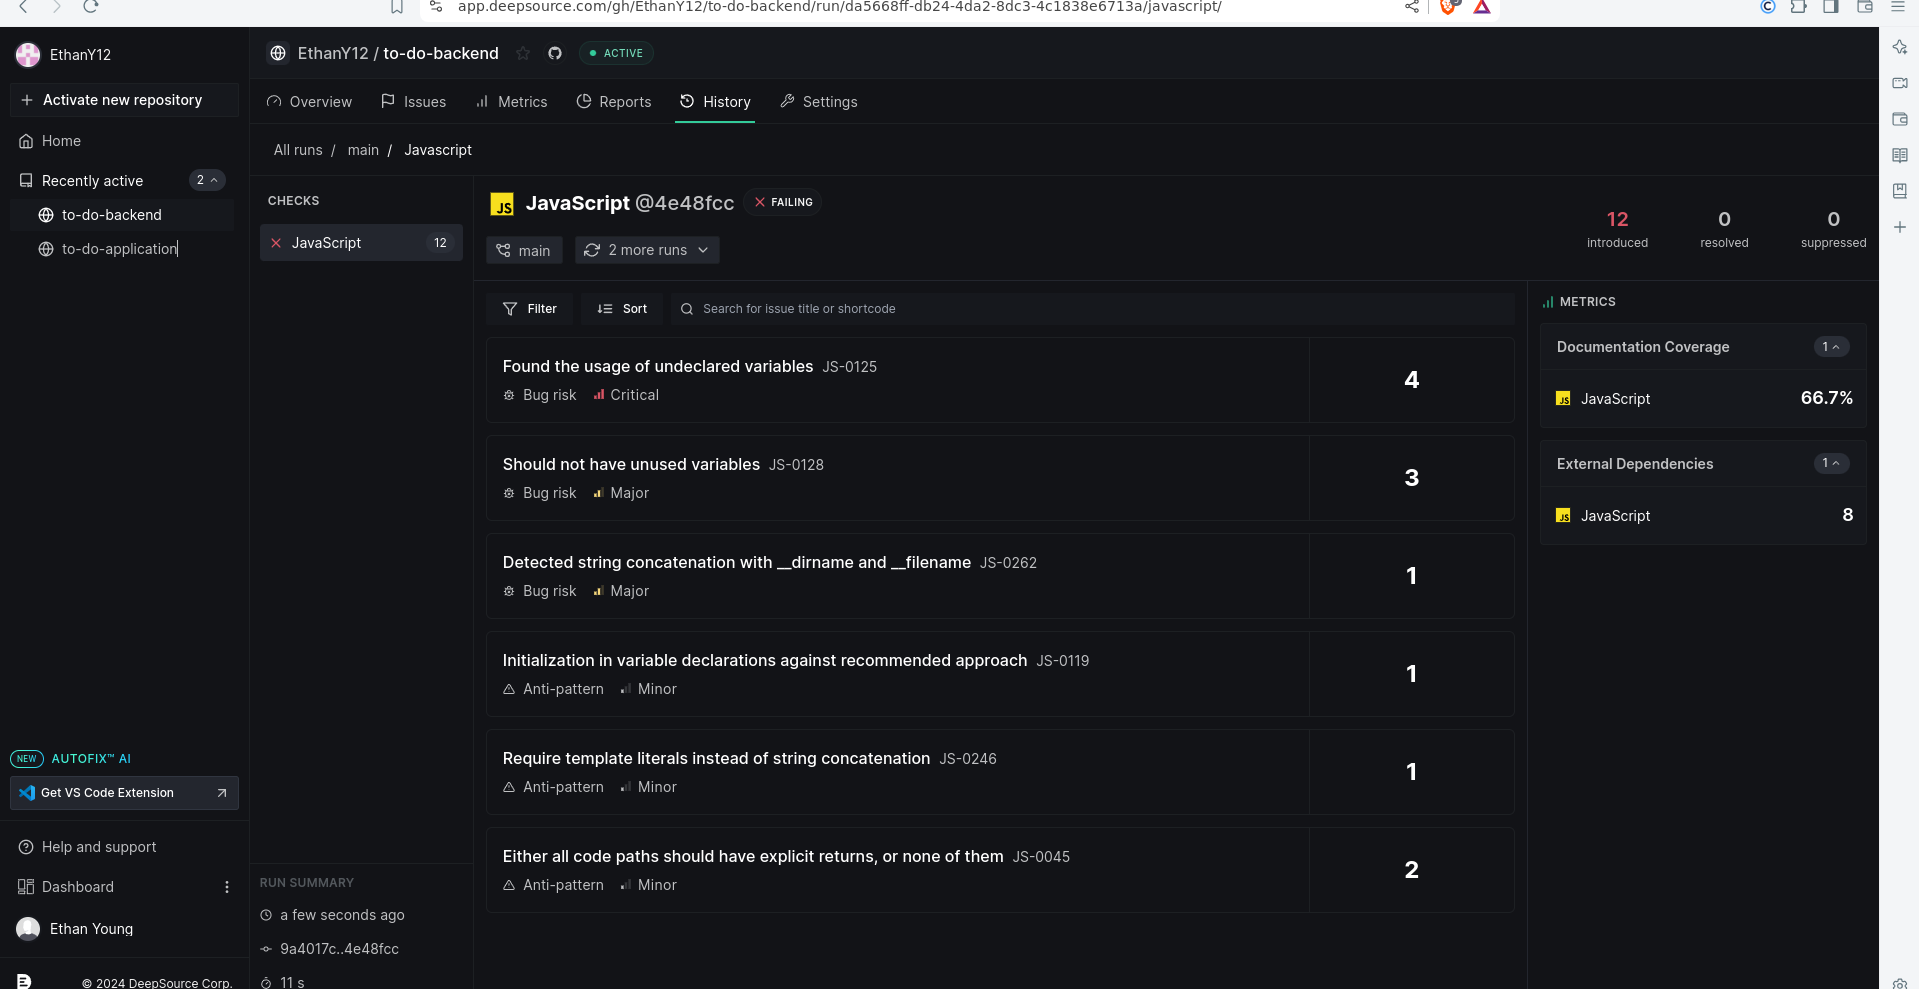 app.deepsource.com/gh/EthanY12/to-do-backend/run/da5668ff-db24-4da2-8dc3-4c1838e6713a/javascript/
EthanY12
Activate new repository
Home
Recently active 2
to-do-backend
to-do-application
NEW AUTOFIX™ AI
Get VS Code Extension
Help and support
Dashboard
Ethan Young
© 2024 DeepSource Corp.
EthanY12 / to-do-backend ACTIVE
Overview Issues Metrics Reports History Settings
All runs / main / Javascript
CHECKS
JavaScript 12
RUN SUMMARY
a few seconds ago
9a4017c..4e48fcc
11 s
JS JavaScript @4e48fcc FAILING
main 2 more runs
12 introduced
0 resolved
0 suppressed
Filter Sort Search for issue title or shortcode
Found the usage of undeclared variables JS-0125
Bug risk Critical
4
Should not have unused variables JS-0128
Bug risk Major
3
Detected string concatenation with __dirname and __filename JS-0262
Bug risk Major
1
Initialization in variable declarations against recommended approach JS-0119
Anti-pattern Minor
1
Require template literals instead of string concatenation JS-0246
Anti-pattern Minor
1
Either all code paths should have explicit returns, or none of them JS-0045
Anti-pattern Minor
2
METRICS
Documentation Coverage 1
JS JavaScript 66.7%
External Dependencies 1
JS JavaScript 8